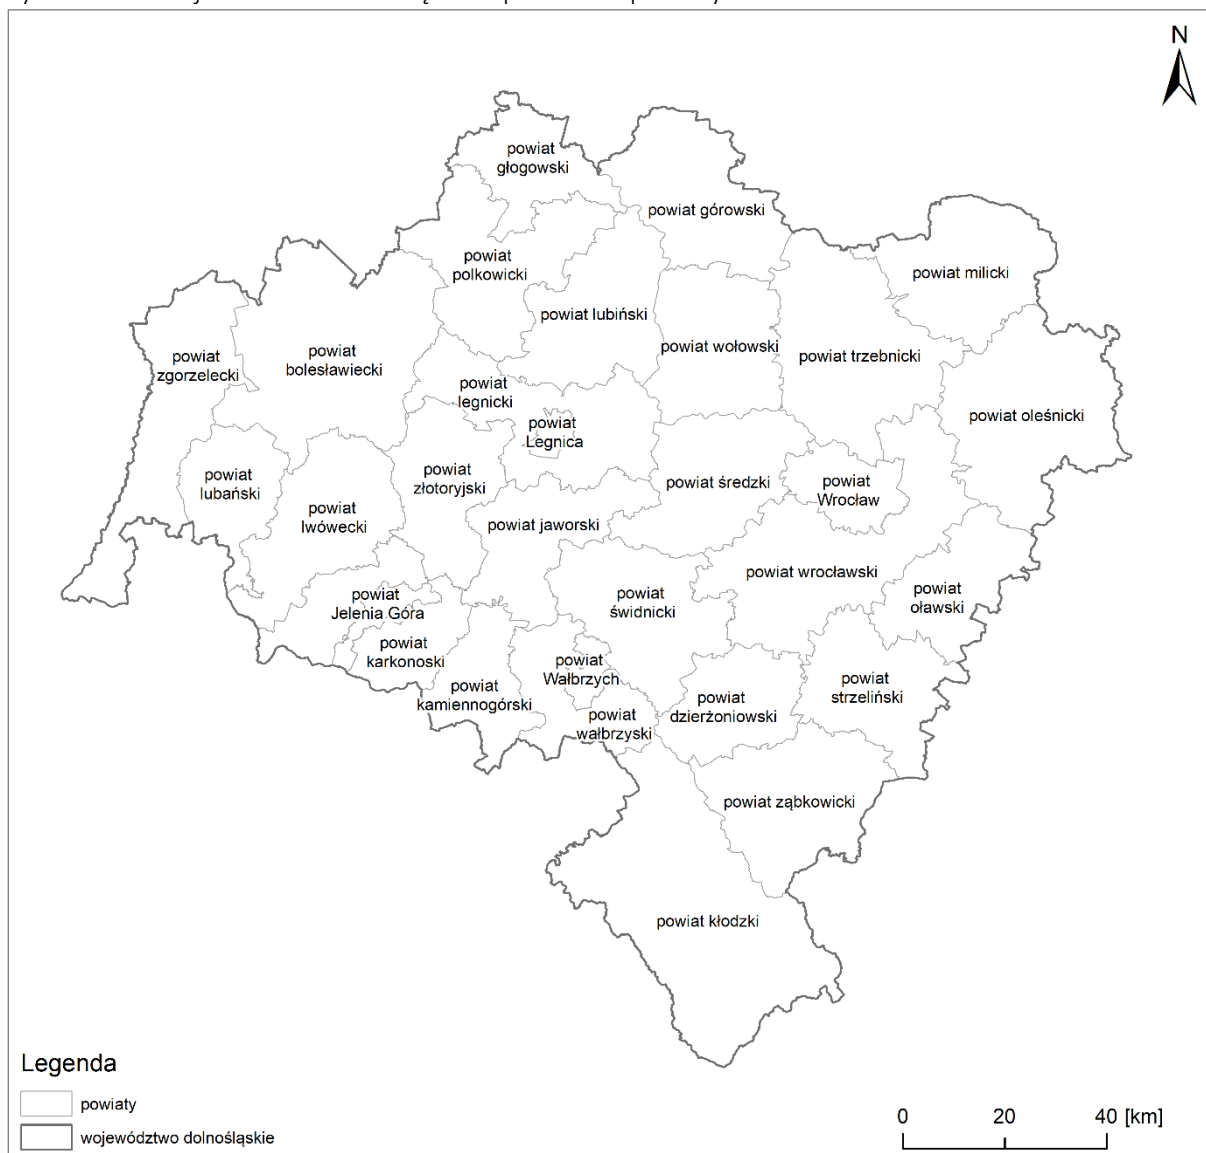 N
powiat
głogowski
powiat górowski
powiat
polkowicki
powiat milicki
powiat lubiński
powiat
zgorzelecki
powiat
bolesławiecki
powiat wołowski
powiat trzebnicki
powiat
legnicki
powiat oleśnicki
powiat
Legnica
powiat
lubański
powiat
złotoryjski
powiat średzki
powiat
Wrocław
powiat
lwówecki
powiat jaworski
powiat wrocławski
powiat
oławski
powiat
Jelenia Góra
powiat
świdnicki
powiat
karkonoski
powiat
Wałbrzych
powiat
kamiennogórski
powiat
strzeliński
powiat
dzierżoniowski
powiat
wałbrzyski
powiat ząbkowicki
powiat kłodzki
Legenda
powiaty
województwo dolnośląskie
0 20 40 [km]